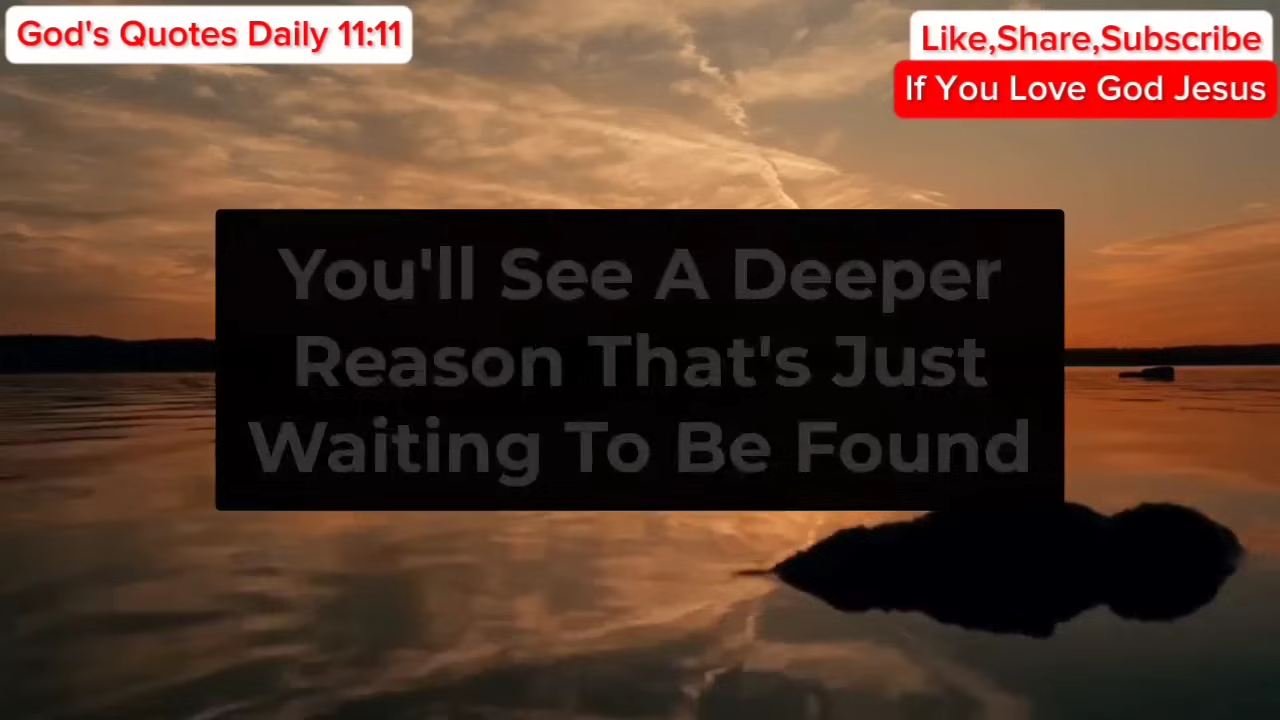 God's Quotes Daily 11:11
Like,Share,Subscribe
If You Love God Jesus
You'll See A Deeper
Reason That's Just
Waiting To Be Found